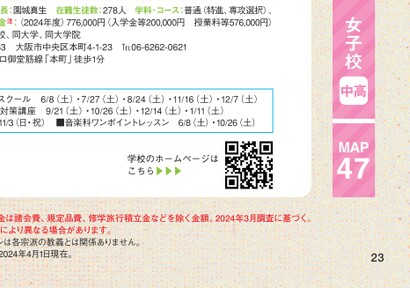 長：園城真生 在籍生徒数：278人 学科・コース：普通（特進、専攻選択）、
金注：（2024年度）776,000円（入学金等200,000円 授業料等576,000円）
校、同大学、同大学院
53 大阪市中央区本町4-1-23 TEL06-6262-0621
ロ御堂筋線「本町」徒歩1分
スクール 6/8（土）・7/27（土）・8/24（土）・11/16（土）・12/7（土）
対策講座 9/21（土）・10/26（土）・12/14（土）・1/11（土）
11/3（日・祝） ■音楽科ワンポイントレッスン 6/8（土）・10/26（土）
学校のホームページは
こちら▶▶▶
女子校
中高
MAP
47
金は諸会費、規定品費、修学旅行積立金などを除く金額。2024年3月調査に基づく。
により異なる場合があります。
ンは各宗派の教義とは関係ありません。
2024年4月1日現在。
23